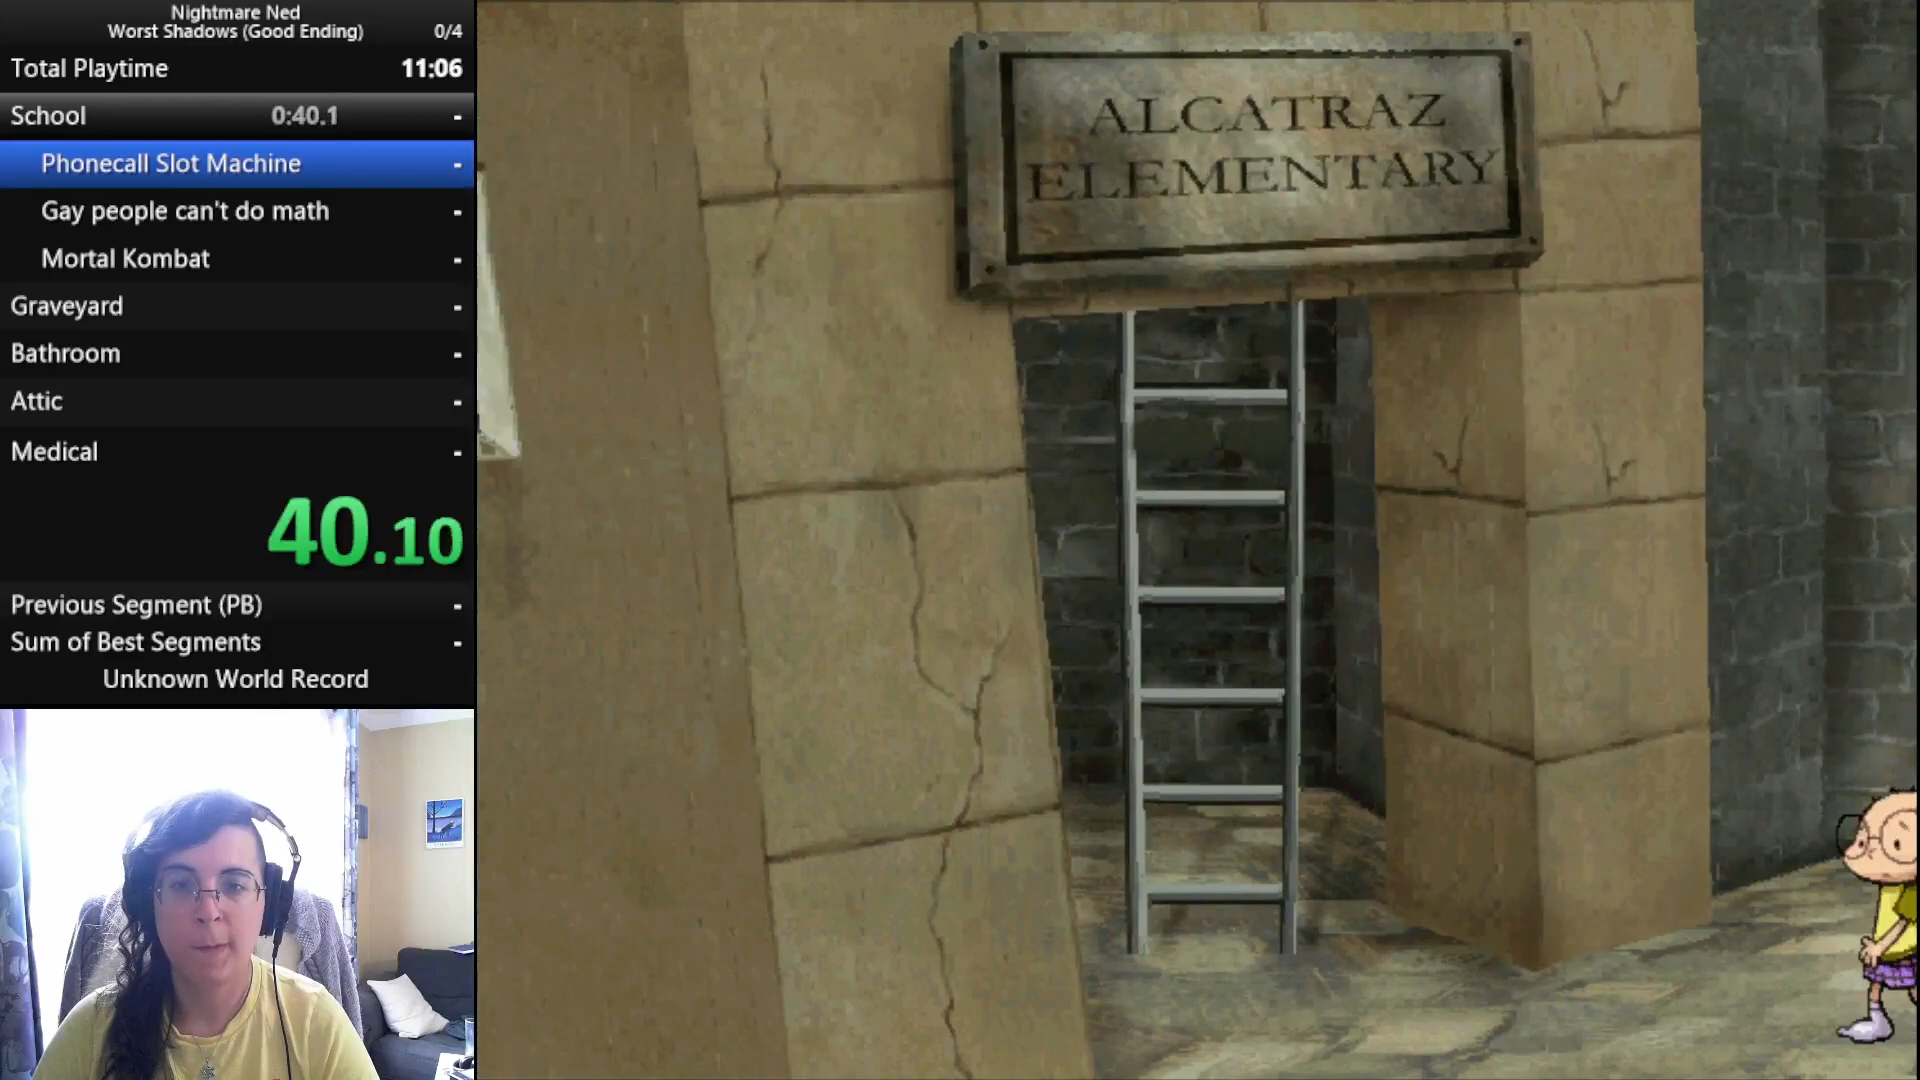 Nightmare Ned
Worst Shadows (Good Ending) 0/4
Total Playtime 11:06
School 0:40.1 -
Phonecall Slot Machine -
Gay people can't do math -
Mortal Kombat -
Graveyard -
Bathroom -
Attic -
Medical -
40.10
Previous Segment (PB) -
Sum of Best Segments -
Unknown World Record
ALCATRAZ
ELEMENTARY